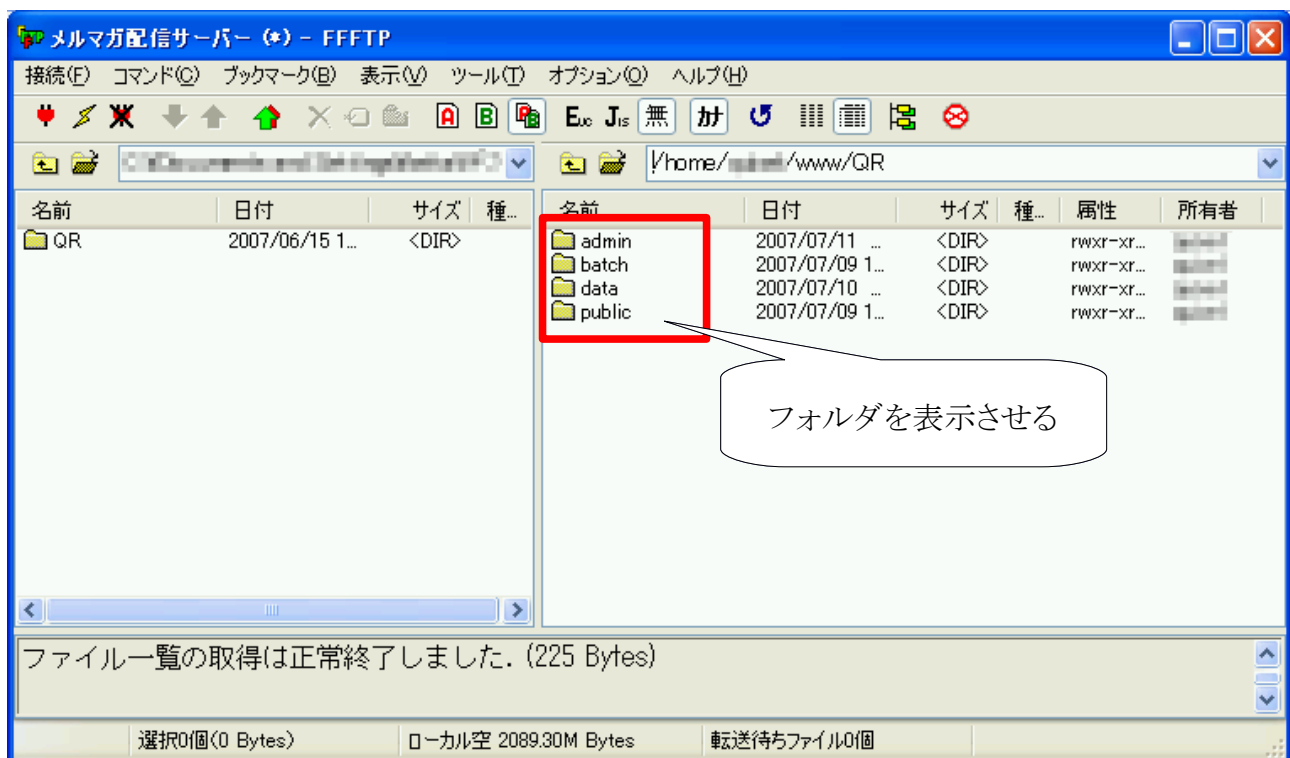 メルマガ配信サーバー (*) - FFFTP
接続(F) コマンド(C) ブックマーク(B) 表示(V) ツール(T) オプション(O) ヘルプ(H)
A B Euc Jis 無 カナ
/home/ /www/QR
名前 日付 サイズ 種...
QR 2007/06/15 1... <DIR>
名前 日付 サイズ 種... 属性 所有者
admin 2007/07/11 ... <DIR> rwxr-xr...
batch 2007/07/09 1... <DIR> rwxr-xr...
data 2007/07/10 ... <DIR> rwxr-xr...
public 2007/07/09 1... <DIR> rwxr-xr...
フォルダを表示させる
ファイル一覧の取得は正常終了しました. (225 Bytes)
選択0個(0 Bytes) ローカル空 2089.30M Bytes 転送待ちファイル0個